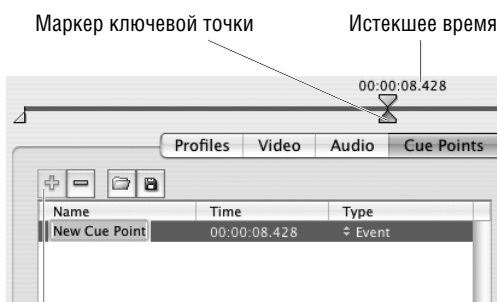 Маркер ключевой точки Истекшее время
00:00:08.428
Profiles Video Audio Cue Points
Name Time Type
New Cue Point 00:00:08.428 Event